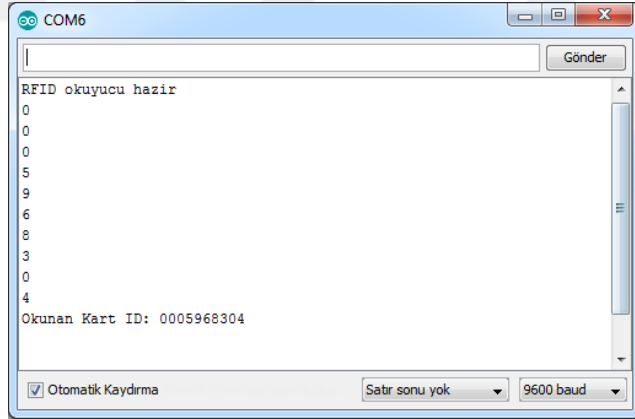 COM6
Gönder
RFID okuyucu hazir
0
0
0
5
9
6
8
3
0
4
Okunan Kart ID: 0005968304
Otomatik Kaydırma
Satır sonu yok
9600 baud